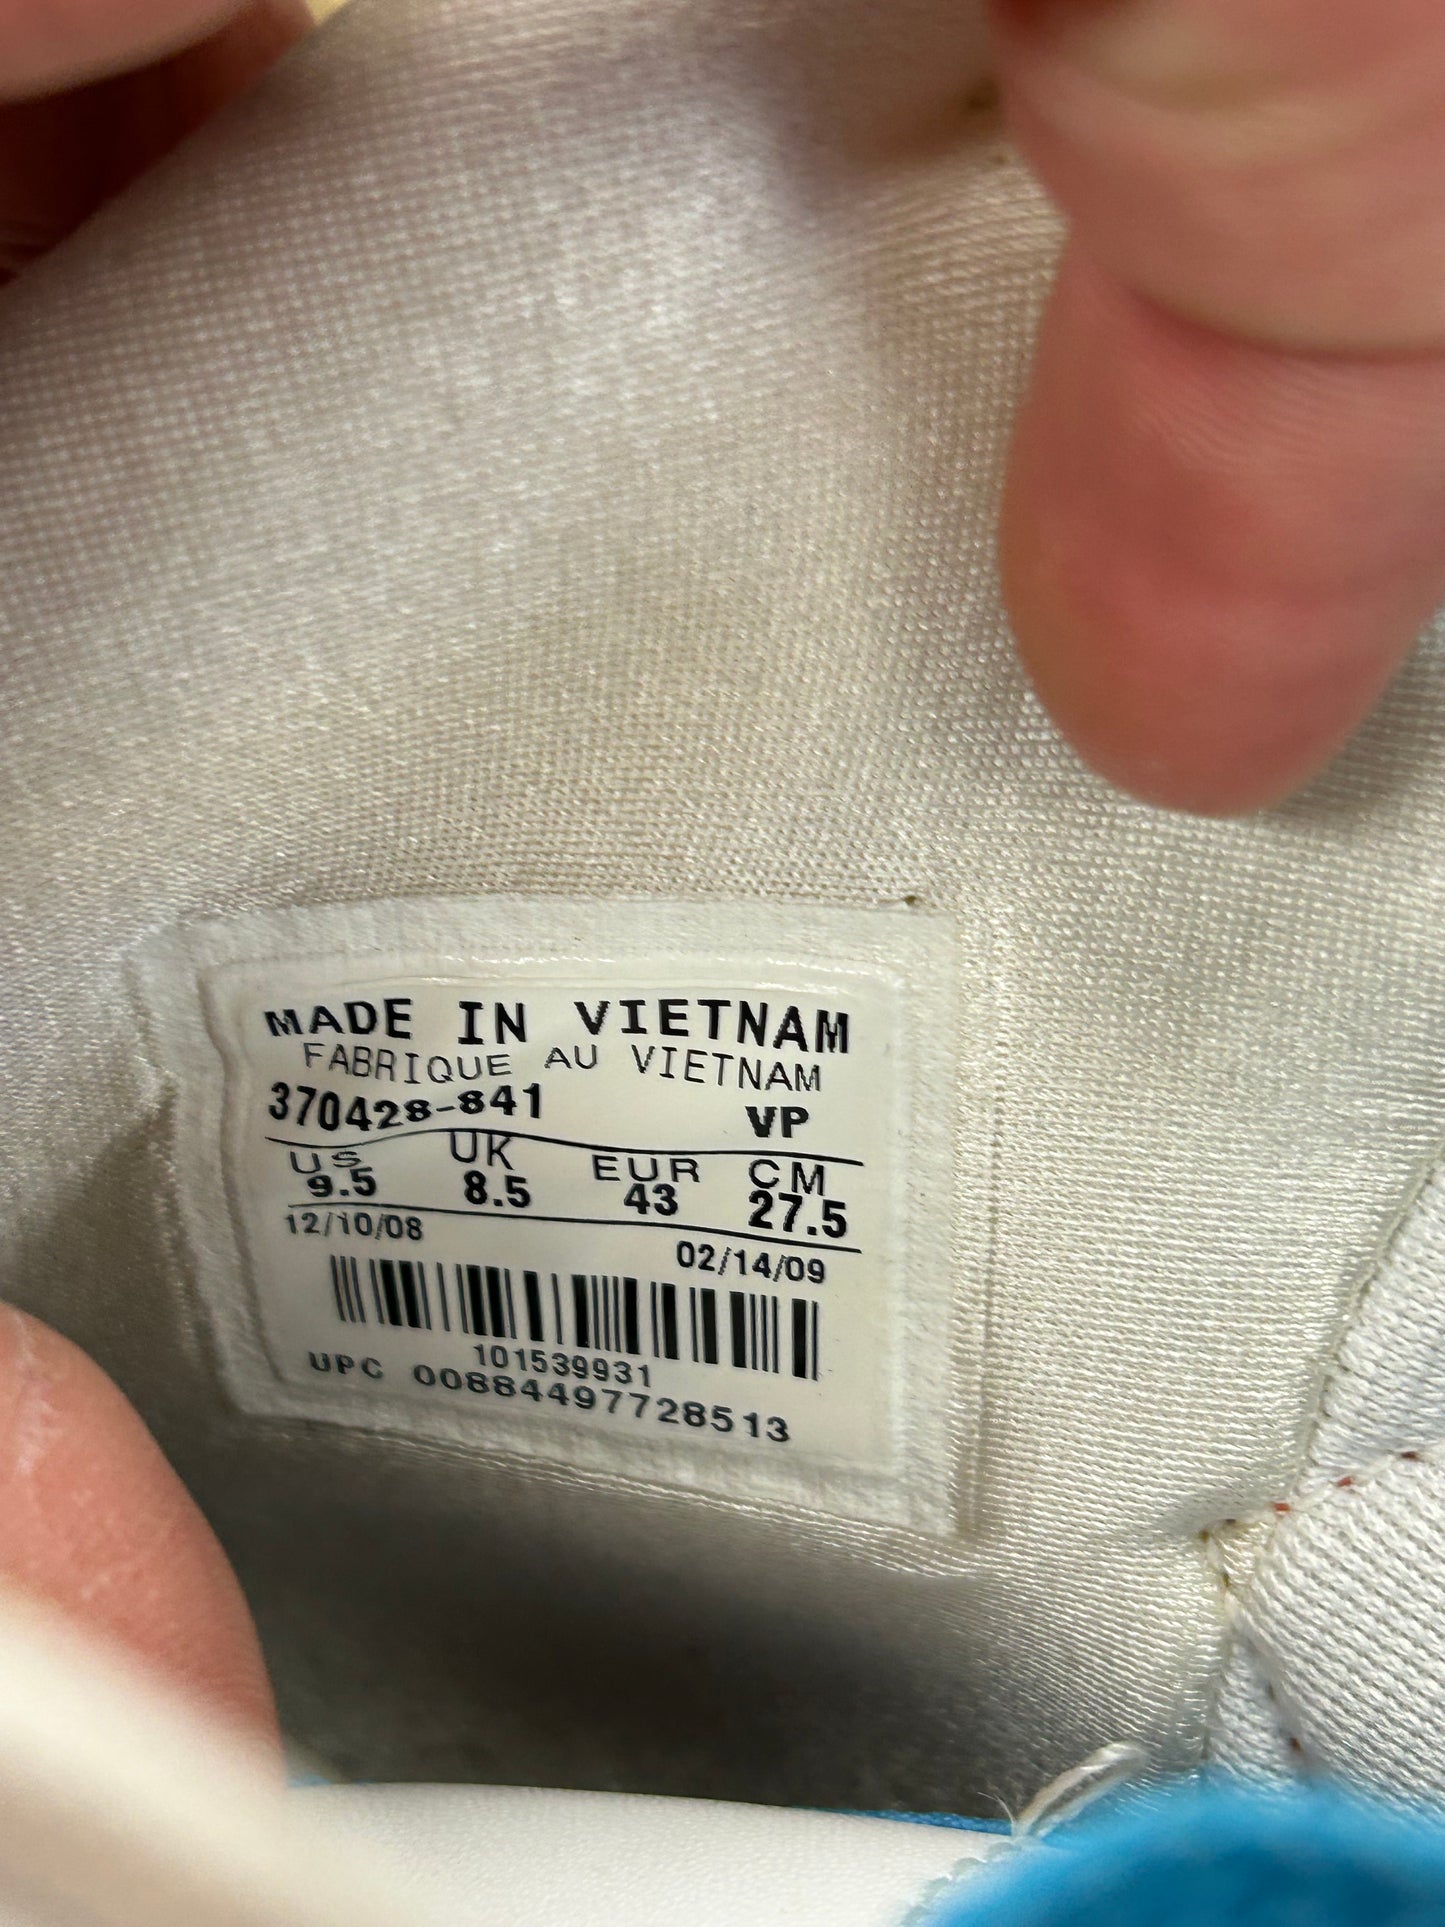 MADE IN VIETNAM
FABRIQUE AU VIETNAM
370428-841 VP
US UK EUR CM
9.5 8.5 43 27.5
12/10/08 02/14/09
101539931
UPC 00884497728513